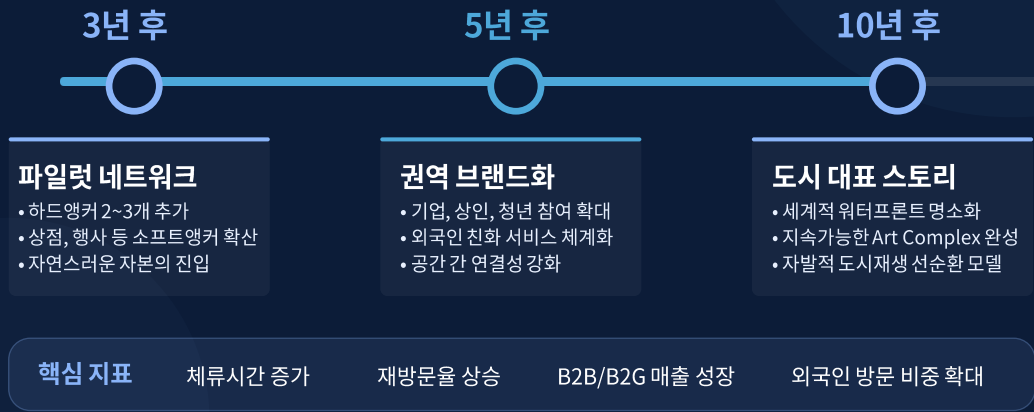 3년 후
5년 후
10년 후
파일럿 네트워크
• 하드앵커 2~3개 추가
• 상점, 행사 등 소프트앵커 확산
• 자연스러운 자본의 진입
권역 브랜드화
• 기업, 상인, 청년 참여 확대
• 외국인 친화 서비스 체계화
• 공간 간 연결성 강화
도시 대표 스토리
• 세계적 워터프론트 명소화
• 지속가능한 Art Complex 완성
• 자발적 도시재생 선순환 모델
핵심 지표
체류시간 증가
재방문율 상승
B2B/B2G 매출 성장
외국인 방문 비중 확대